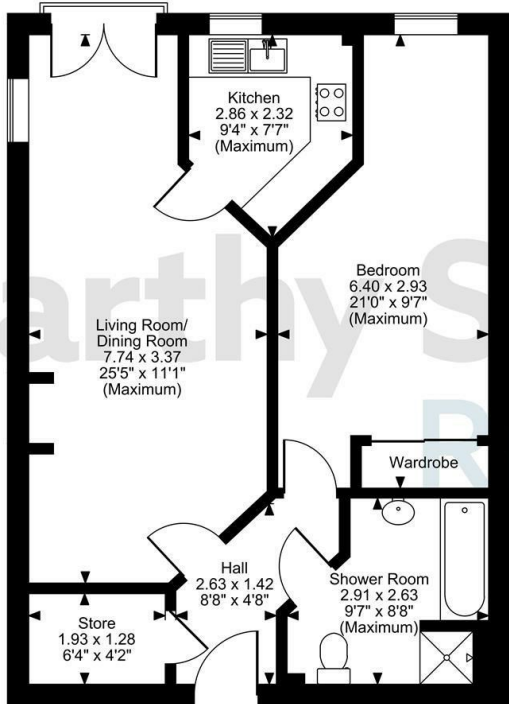 Kitchen
2.86 x 2.32
9'4" x 7'7"
(Maximum)
Bedroom
6.40 x 2.93
21'0" x 9'7"
(Maximum)
Living Room/
Dining Room
7.74 x 3.37
25'5" x 11'1"
(Maximum)
Wardrobe
Hall
2.63 x 1.42
8'8" x 4'8"
Shower Room
2.91 x 2.63
9'7" x 8'8"
(Maximum)
Store
1.93 x 1.28
6'4" x 4'2"
arthy S
R